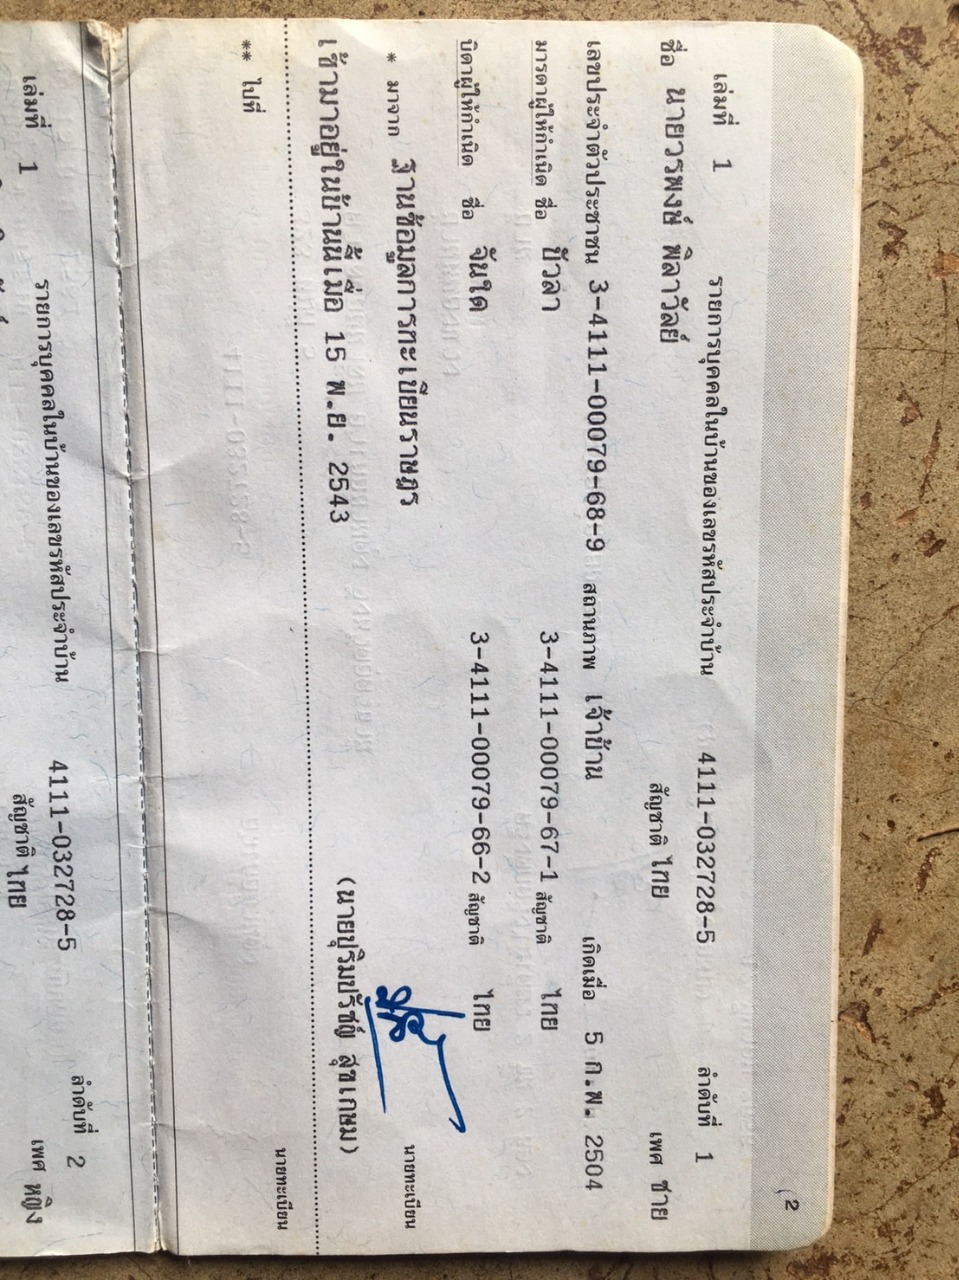 2
เล่มที่ 1 รายการบุคคลในบ้านของเลขรหัสประจำบ้าน 4111-032728-5 ลำดับที่ 1
ชื่อ นายวรพงษ์ พิลาวัลย์ สัญชาติ ไทย เพศ ชาย
เลขประจำตัวประชาชน 3-4111-00079-68-9 สถานภาพ เจ้าบ้าน เกิดเมื่อ 5 ก.พ. 2504
มารดาผู้ให้กำเนิด ชื่อ บัวลา 3-4111-00079-67-1 สัญชาติ ไทย
บิดาผู้ให้กำเนิด ชื่อ จันใด 3-4111-00079-66-2 สัญชาติ ไทย
* มาจาก ฐานข้อมูลการทะเบียนราษฎร นายทะเบียน
เข้ามาอยู่ในบ้านนี้เมื่อ 15 พ.ย. 2543 (นายปุริมปรัชญ์ สุขเกษม)
** ไปที่ นายทะเบียน
เล่มที่ 1 รายการบุคคลในบ้านของเลขรหัสประจำบ้าน 4111-032728-5 ลำดับที่ 2
สัญชาติ ไทย เพศ หญิง